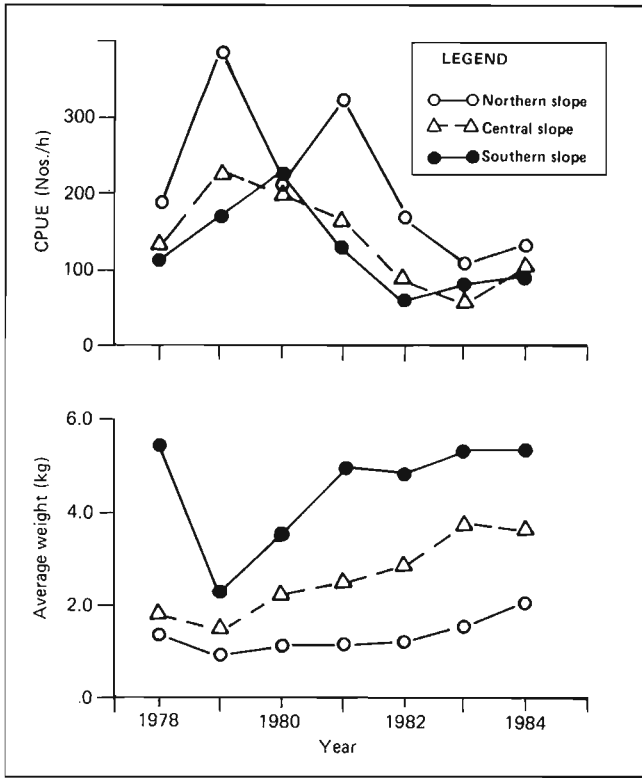 LEGEND
Northern slope
Central slope
Southern slope
CPUE (Nos./h)
300
200
100
0
Average weight (kg)
6.0
4.0
2.0
.0
1978 1980 1982 1984
Year